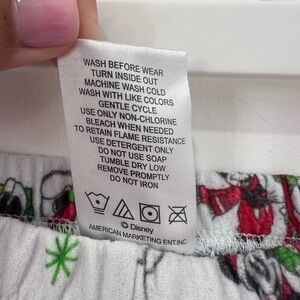 WASH BEFORE WEAR
TURN INSIDE OUT
MACHINE WASH COLD
WASH WITH LIKE COLORS
GENTLE CYCLE
USE ONLY NON-CHLORINE
BLEACH WHEN NEEDED
TO RETAIN FLAME RESISTANCE
USE DETERGENT ONLY
DO NOT USE SOAP
TUMBLE DRY LOW
REMOVE PROMPTLY
DO NOT IRON
© Disney
AMERICAN MARKETING ENT.INC